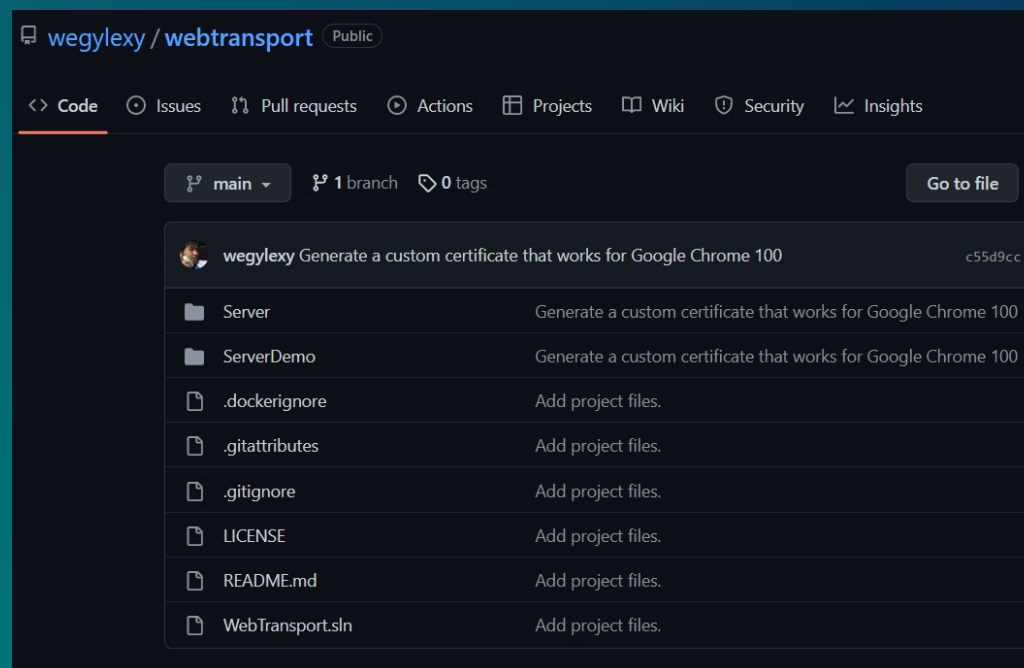 wegylexy / webtransport Public
Code Issues Pull requests Actions Projects Wiki Security Insights
main 1 branch 0 tags Go to file
wegylexy Generate a custom certificate that works for Google Chrome 100 c55d9cc
Server Generate a custom certificate that works for Google Chrome 100
ServerDemo Generate a custom certificate that works for Google Chrome 100
.dockerignore Add project files.
.gitattributes Add project files.
.gitignore Add project files.
LICENSE Add project files.
README.md Add project files.
WebTransport.sln Add project files.